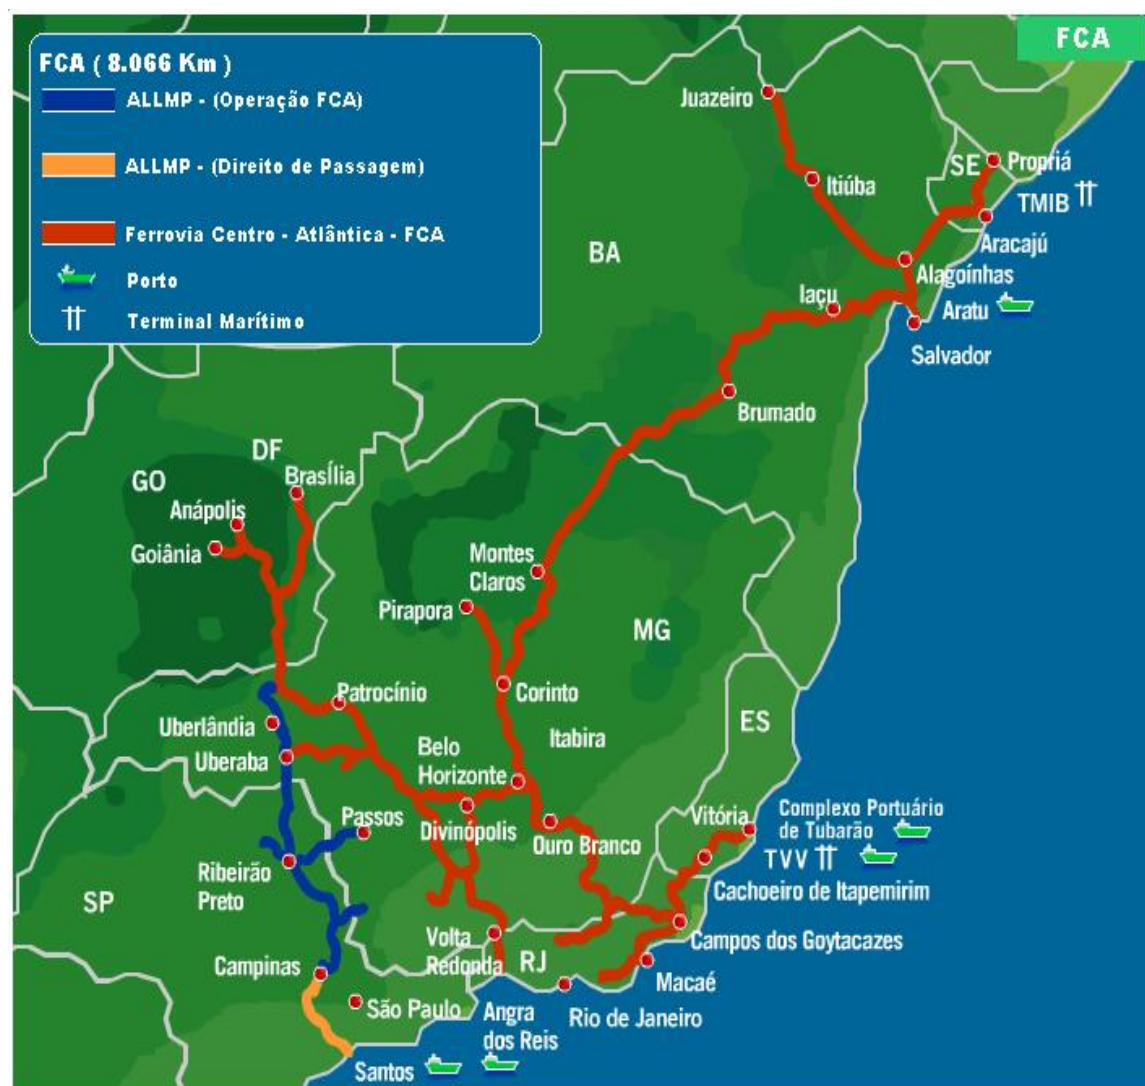 FCA
FCA ( 8.066 Km )
ALLMP - (Operação FCA)
ALLMP - (Direito de Passagem)
Ferrovia Centro - Atlântica - FCA
Porto
Terminal Marítimo
Juazeiro
SE
Propriá
Itiúba
TMIB
Aracajú
BA
Alagoínhas
Iaçu
Aratu
Salvador
Brumado
DF
Brasília
GO
Anápolis
Goiânia
Montes
Claros
Pirapora
MG
Patrocínio
Corinto
Uberlândia
Itabira
ES
Uberaba
Belo
Horizonte
Passos
Divinópolis
Ouro Branco
Vitória
Complexo Portuário
de Tubarão
TVV
Ribeirão
Preto
SP
Cachoeiro de Itapemirim
Volta
Redonda
Campos dos Goytacazes
RJ
Campinas
Macaé
São Paulo
Angra
dos Reis
Rio de Janeiro
Santos